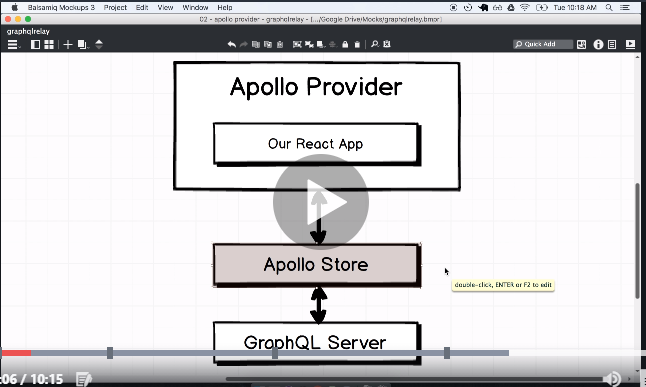 Balsamiq Mockups 3 Project Edit View Window Help Tue 10:18 AM
02 - apollo provider - graphqlrelay - [.../Google Drive/Mocks/graphqlrelay.bmpr]
graphqlrelay
Quick Add
Apollo Provider
Our React App
Apollo Store
double-click, ENTER or F2 to edit
GraphQL Server
:06 / 10:15